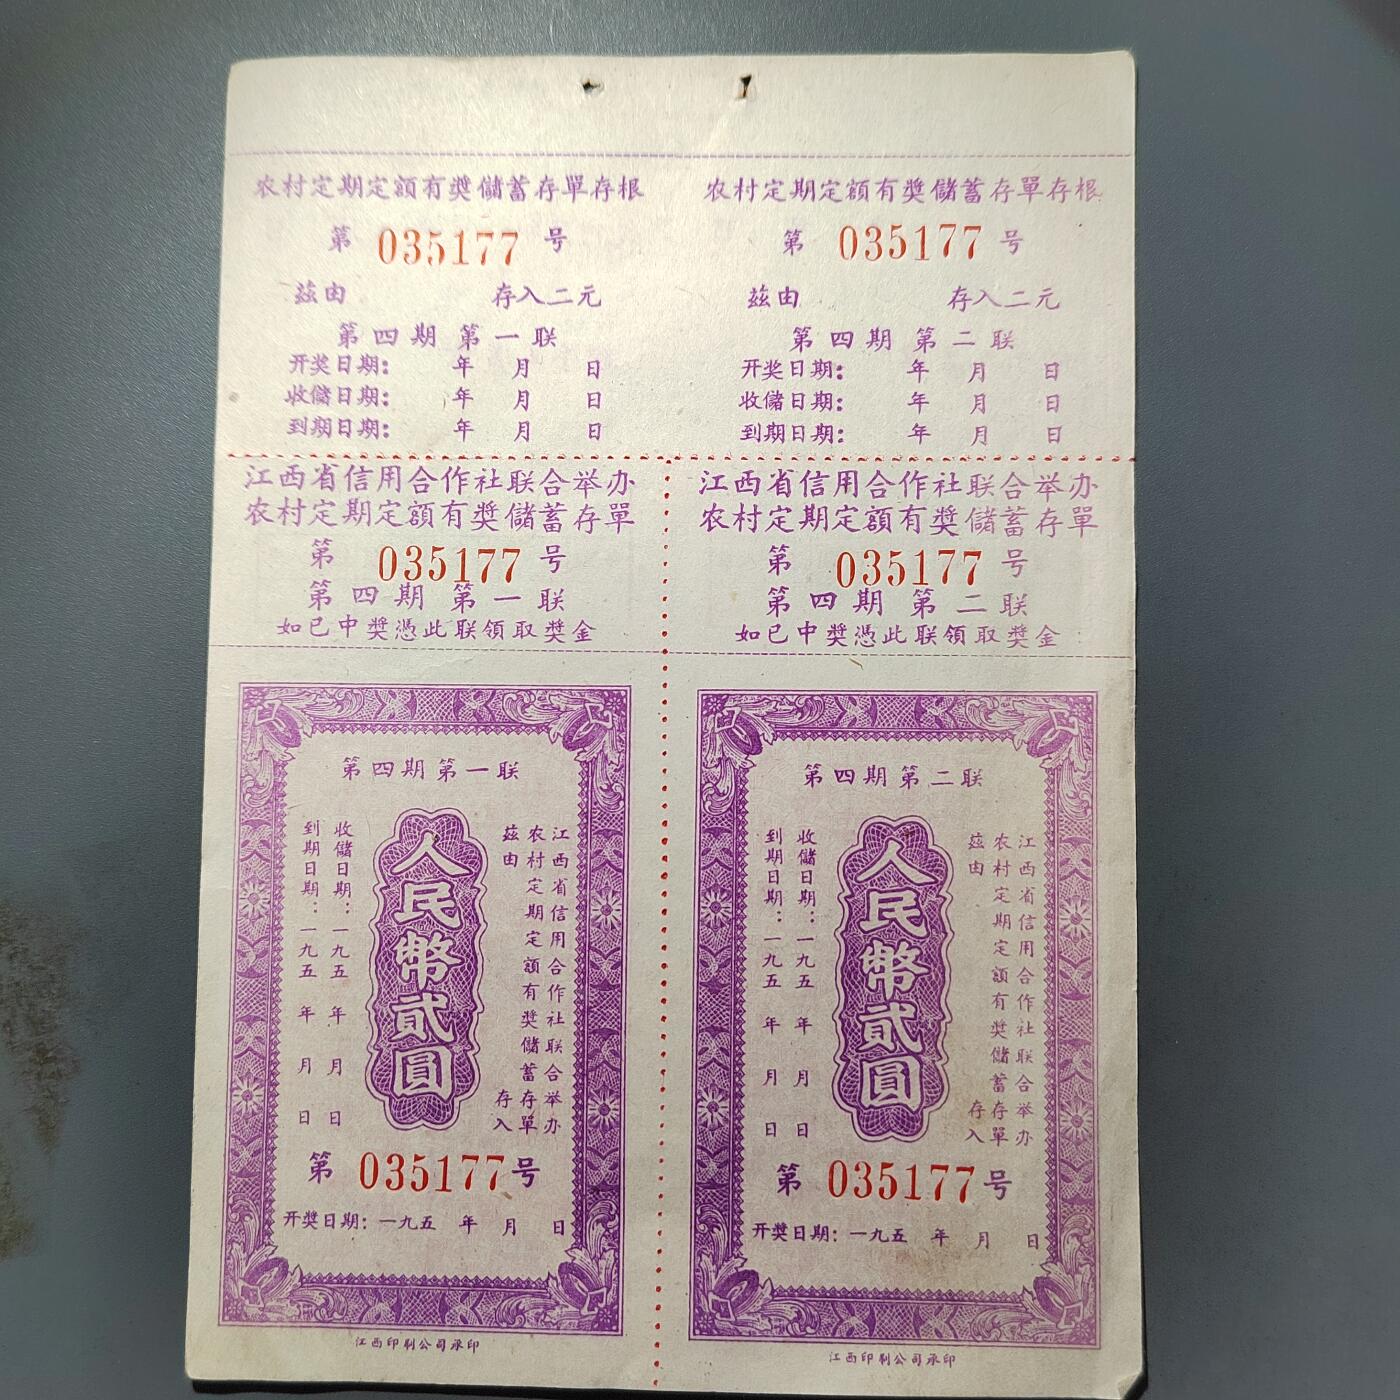 农村定期定額有獎儲蓄存單存根
第 035177 号
茲由 存入二元
第四期 第一联
开奖日期: 年 月 日
收儲日期: 年 月 日
到期日期: 年 月 日
农村定期定額有獎儲蓄存單存根
第 035177 号
茲由 存入二元
第四期 第二联
开奖日期: 年 月 日
收儲日期: 年 月 日
到期日期: 年 月 日
江西省信用合作社联合举办
农村定期定額有獎儲蓄存單
第 035177 号
第四期 第一联
如已中獎憑此联領取獎金
江西省信用合作社联合举办
农村定期定額有獎儲蓄存單
第 035177 号
第四期 第二联
如已中獎憑此联領取獎金
第四期第一联
江西省信用合作社联合举办
农村定期定額有獎儲蓄存單
茲由 存入
人民幣貳圓
收儲日期:一九五 年 月 日
到期日期:一九五 年 月 日
第 035177 号
开奖日期:一九五 年 月 日
江西印刷公司承印
第四期第二联
江西省信用合作社联合举办
农村定期定額有獎儲蓄存單
茲由 存入
人民幣貳圓
收儲日期:一九五 年 月 日
到期日期:一九五 年 月 日
第 035177 号
开奖日期:一九五 年 月 日
江西印刷公司承印